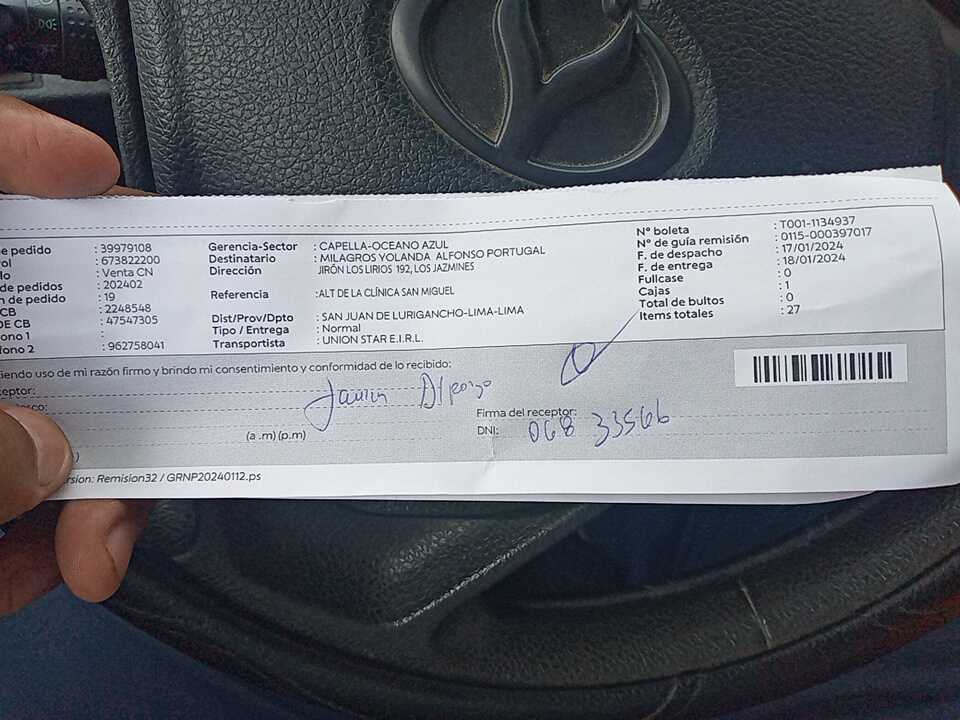 e pedido : 39979108
ol : 673822200
lo : Venta CN
de pedidos : 202402
n de pedido : 19
CB : 2248548
DE CB : 47547305
fono 1 :
fono 2 : 962758041
Gerencia-Sector : CAPELLA-OCEANO AZUL
Destinatario : MILAGROS YOLANDA ALFONSO PORTUGAL
Dirección JIRÓN LOS LIRIOS 192, LOS JAZMINES
Referencia : ALT DE LA CLÍNICA SAN MIGUEL
Dist/Prov/Dpto : SAN JUAN DE LURIGANCHO-LIMA-LIMA
Tipo / Entrega : Normal
Transportista : UNION STAR E.I.R.L.
N° boleta : T001-1134937
N° de guía remisión : 0115-000397017
F. de despacho : 17/01/2024
F. de entrega : 18/01/2024
Fullcase : 0
Cajas : 1
Total de bultos : 0
Items totales : 27
iendo uso de mi razón firmo y brindo mi consentimiento y conformidad de lo recibido:
eptor:
Firma del receptor:
(a .m) (p.m)
DNI: 068 33566
rsion: Remision32 / GRNP20240112.ps